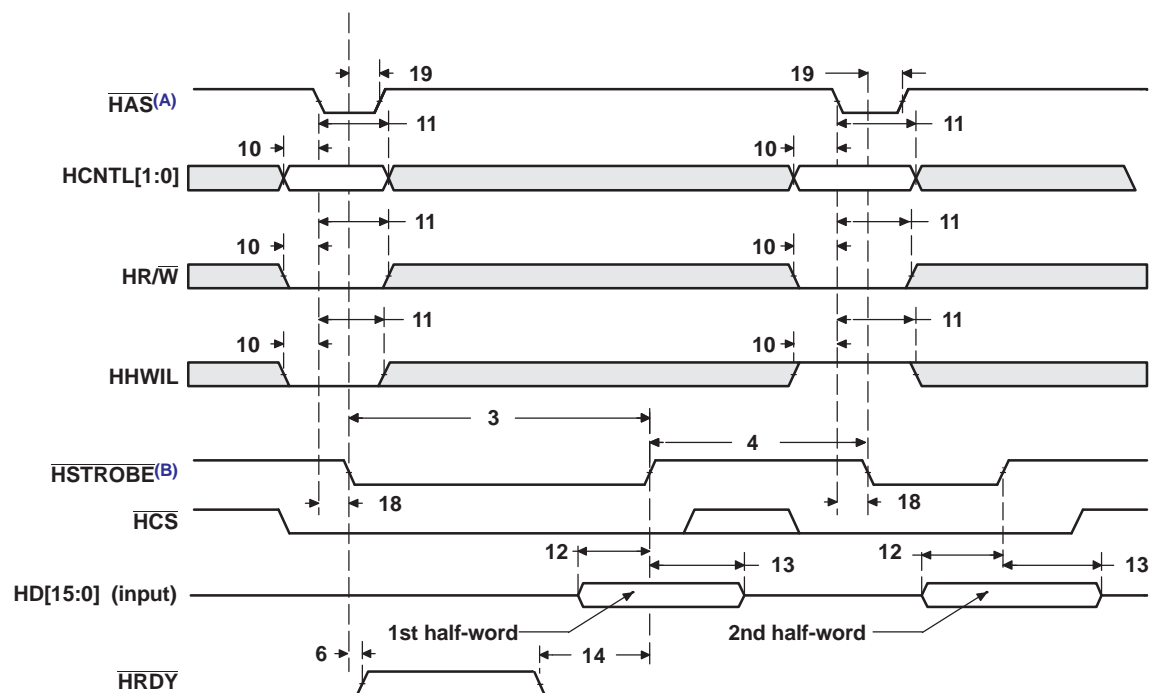 19 19
HAS(A)
11 11
10 10
HCNTL[1:0]
11 11
10 10
HR/W
11 11
10 10
HHWIL
3
4
HSTROBE(B)
18 18
HCS
12 12
13 13
HD[15:0] (input)
1st half-word 2nd half-word
6 14
HRDY